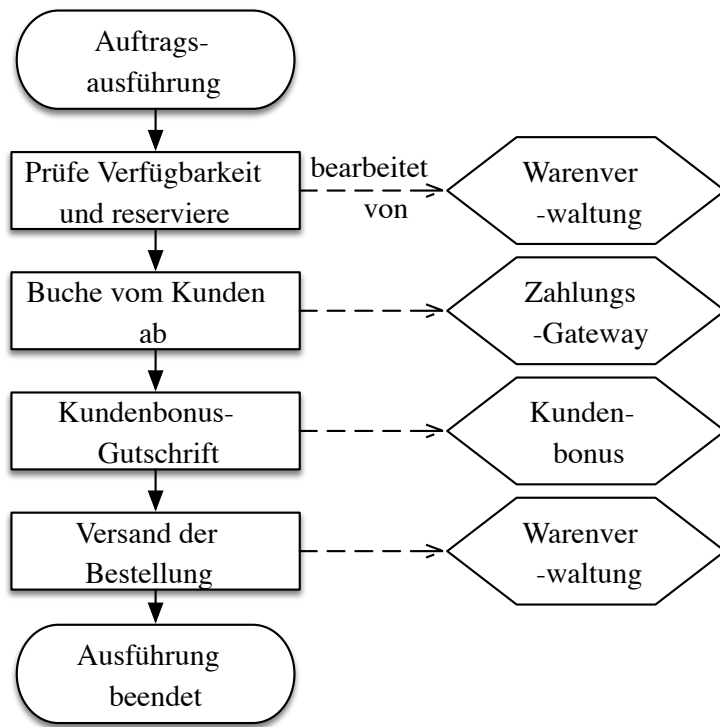 Auftrags-
ausführung
Prüfe Verfügbarkeit
und reserviere
bearbeitet
von
Warenver
-waltung
Buche vom Kunden
ab
Zahlungs
-Gateway
Kundenbonus-
Gutschrift
Kunden-
bonus
Versand der
Bestellung
Warenver
-waltung
Ausführung
beendet